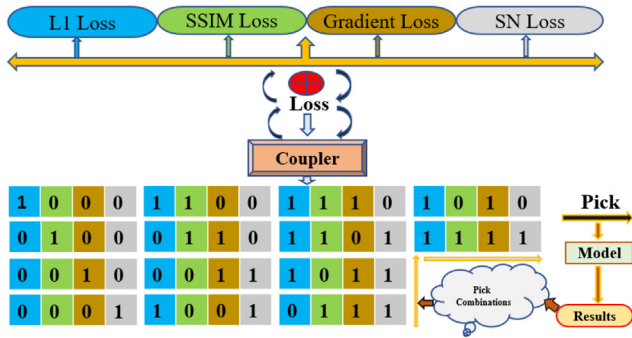 L1 Loss SSIM Loss Gradient Loss SN Loss
Loss
Coupler
1 0 0 0 1 1 0 0 1 1 1 0 1 0 1 0
0 1 0 0 0 1 1 0 1 1 0 1 1 1 1 1
0 0 1 0 0 0 1 1 1 0 1 1
0 0 0 1 1 0 0 1 0 1 1 1
Pick
Model
Pick
Combinations
Results